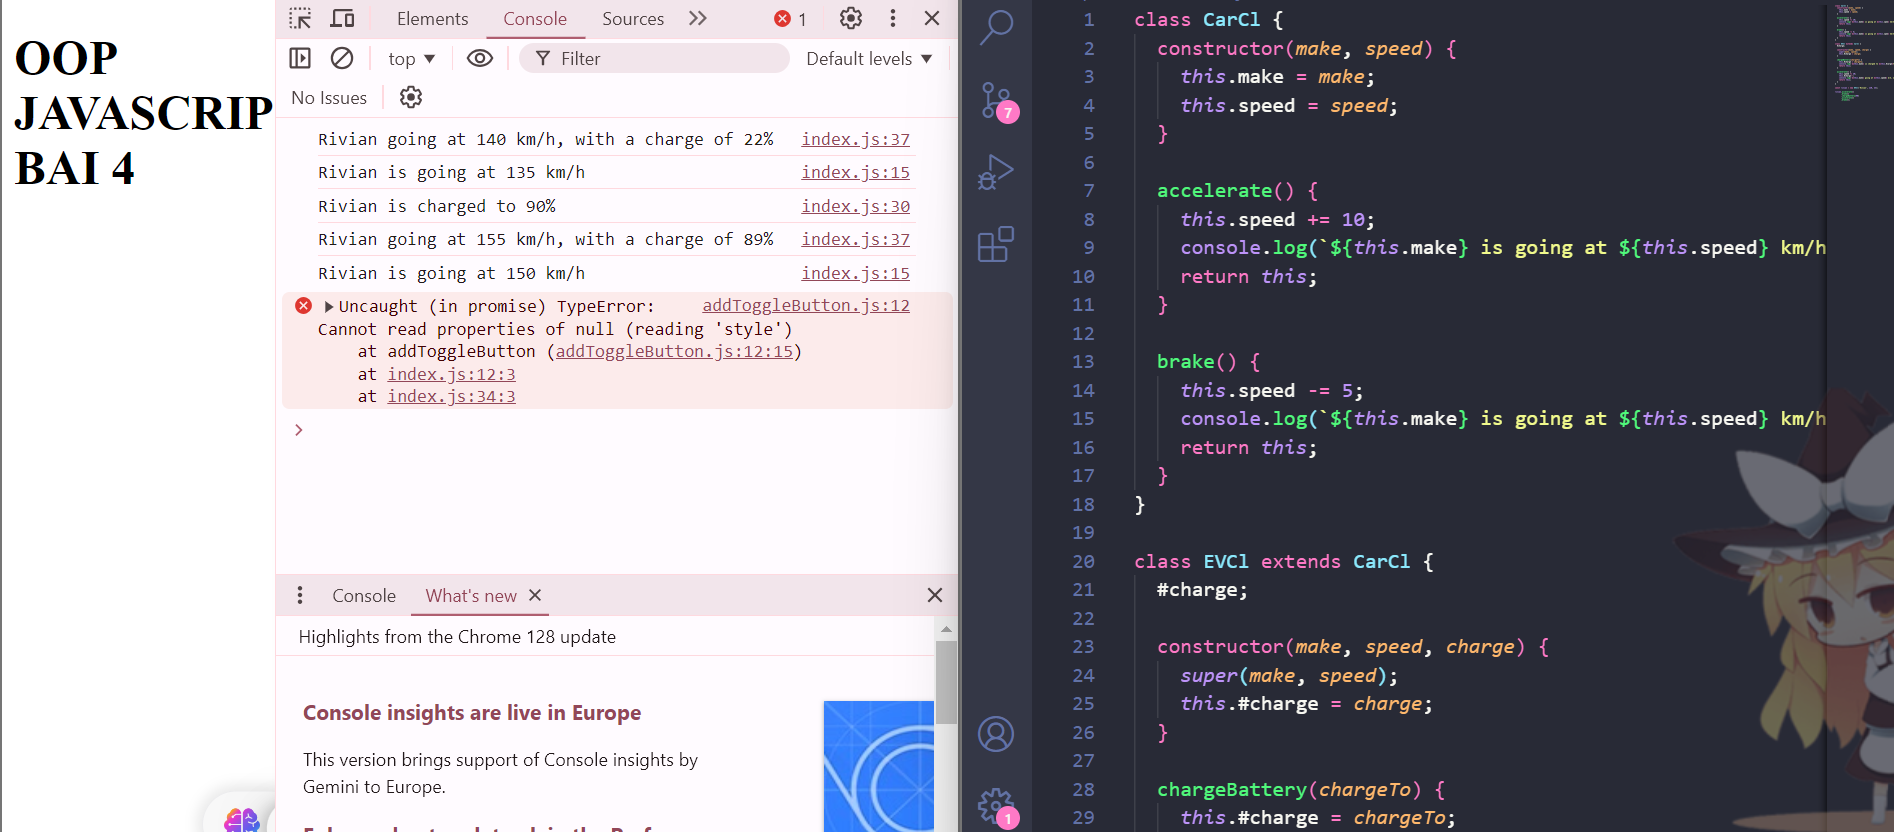 OOP
JAVASCRIP
BAI 4
Elements Console Sources 1
top Filter Default levels
No Issues
Rivian going at 140 km/h, with a charge of 22% index.js:37
Rivian is going at 135 km/h index.js:15
Rivian is charged to 90% index.js:30
Rivian going at 155 km/h, with a charge of 89% index.js:37
Rivian is going at 150 km/h index.js:15
Uncaught (in promise) TypeError: addToggleButton.js:12
Cannot read properties of null (reading 'style')
at addToggleButton (addToggleButton.js:12:15)
at index.js:12:3
at index.js:34:3
Console What's new
Highlights from the Chrome 128 update
Console insights are live in Europe
This version brings support of Console insights by
Gemini to Europe.
7
1
1 class CarCl {
2 constructor(make, speed) {
3 this.make = make;
4 this.speed = speed;
5 }
6
7 accelerate() {
8 this.speed += 10;
9 console.log(`${this.make} is going at ${this.speed} km/h
10 return this;
11 }
12
13 brake() {
14 this.speed -= 5;
15 console.log(`${this.make} is going at ${this.speed} km/h
16 return this;
17 }
18 }
19
20 class EVCl extends CarCl {
21 #charge;
22
23 constructor(make, speed, charge) {
24 super(make, speed);
25 this.#charge = charge;
26 }
27
28 chargeBattery(chargeTo) {
29 this.#charge = chargeTo;